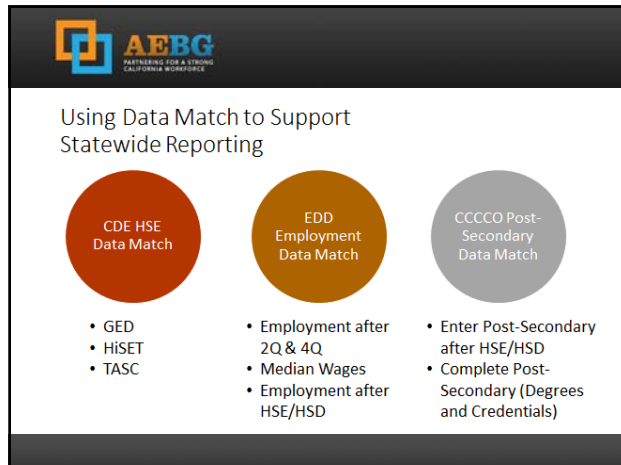 AEBG
PARTNERING FOR A STRONG
CALIFORNIA WORKFORCE
Using Data Match to Support
Statewide Reporting
CDE HSE
Data Match
• GED
• HiSET
• TASC
EDD
Employment
Data Match
• Employment after
2Q & 4Q
• Median Wages
• Employment after
HSE/HSD
CCCCO Post-
Secondary
Data Match
• Enter Post-Secondary
after HSE/HSD
• Complete Post-
Secondary (Degrees
and Credentials)